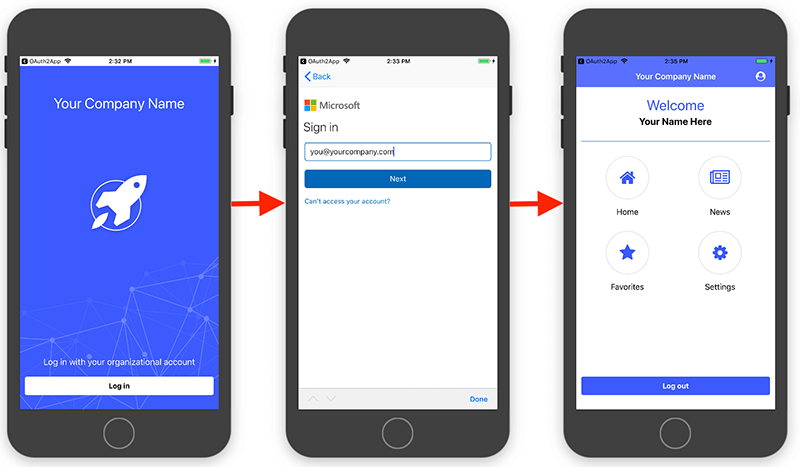 OAuth2App
2:32 PM
Your Company Name
Log in with your organizational account
Log in
OAuth2App
2:33 PM
Back
Microsoft
Sign in
you@yourcompany.com
Next
Can't access your account?
Done
OAuth2App
2:35 PM
Your Company Name
Welcome
Your Name Here
Home
News
Favorites
Settings
Log out